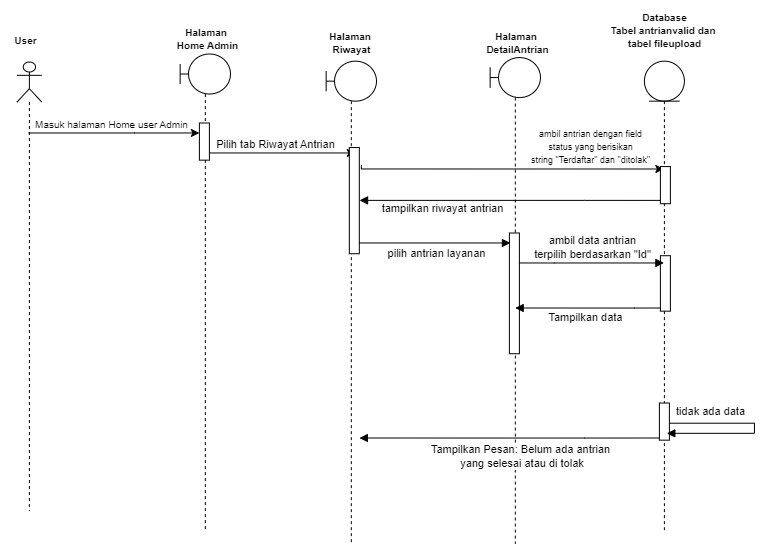 User
Halaman
Home Admin
Halaman
Riwayat
Halaman
DetailAntrian
Database
Tabel antrianvalid dan
tabel fileupload
Masuk halaman Home user Admin
Pilih tab Riwayat Antrian
ambil antrian dengan field
status yang berisikan
string "Terdaftar" dan "ditolak"
tampilkan riwayat antrian
pilih antrian layanan
ambil data antrian
terpilih berdasarkan "Id"
Tampilkan data
tidak ada data
Tampilkan Pesan: Belum ada antrian
yang selesai atau di tolak